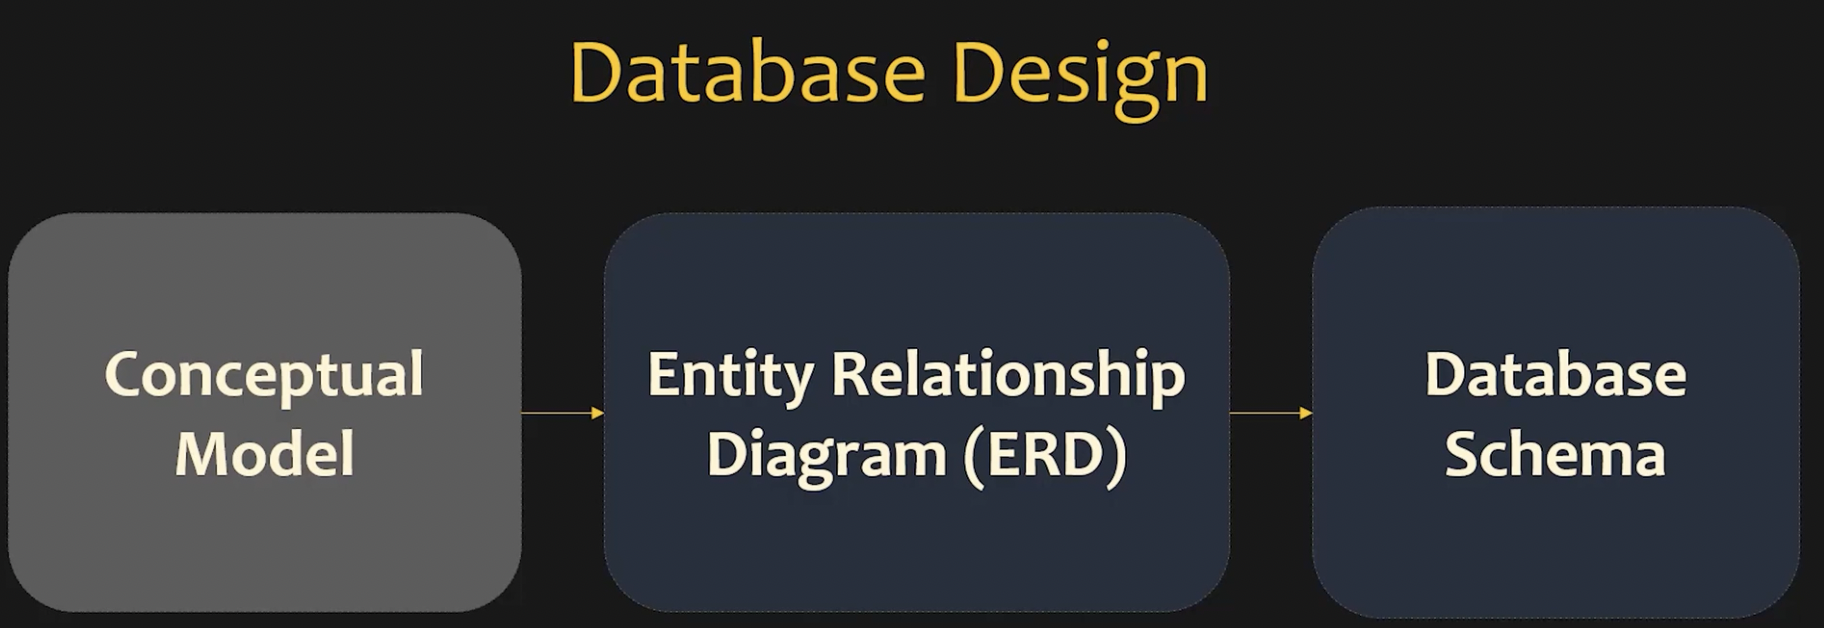 Database Design
Conceptual
Model
Entity Relationship
Diagram (ERD)
Database
Schema